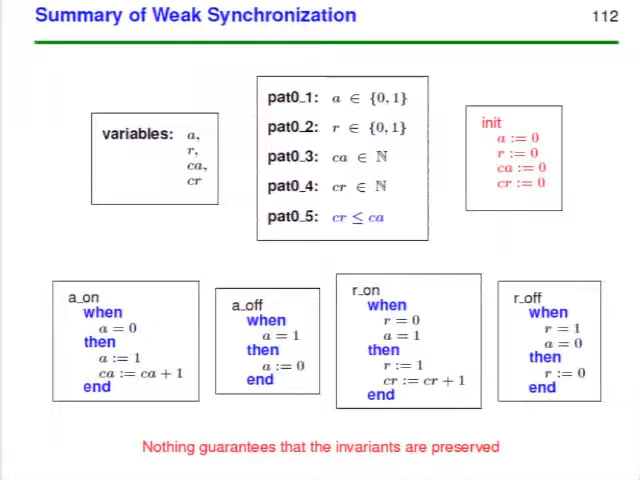 Summary of Weak Synchronization
112
variables: a,
r,
ca,
cr
pat0_1: a ∈ {0, 1}
pat0_2: r ∈ {0, 1}
pat0_3: ca ∈ ℕ
pat0_4: cr ∈ ℕ
pat0_5: cr ≤ ca
init
a := 0
r := 0
ca := 0
cr := 0
a_on
when
a = 0
then
a := 1
ca := ca + 1
end
a_off
when
a = 1
then
a := 0
end
r_on
when
r = 0
a = 1
then
r := 1
cr := cr + 1
end
r_off
when
r = 1
a = 0
then
r := 0
end
Nothing guarantees that the invariants are preserved